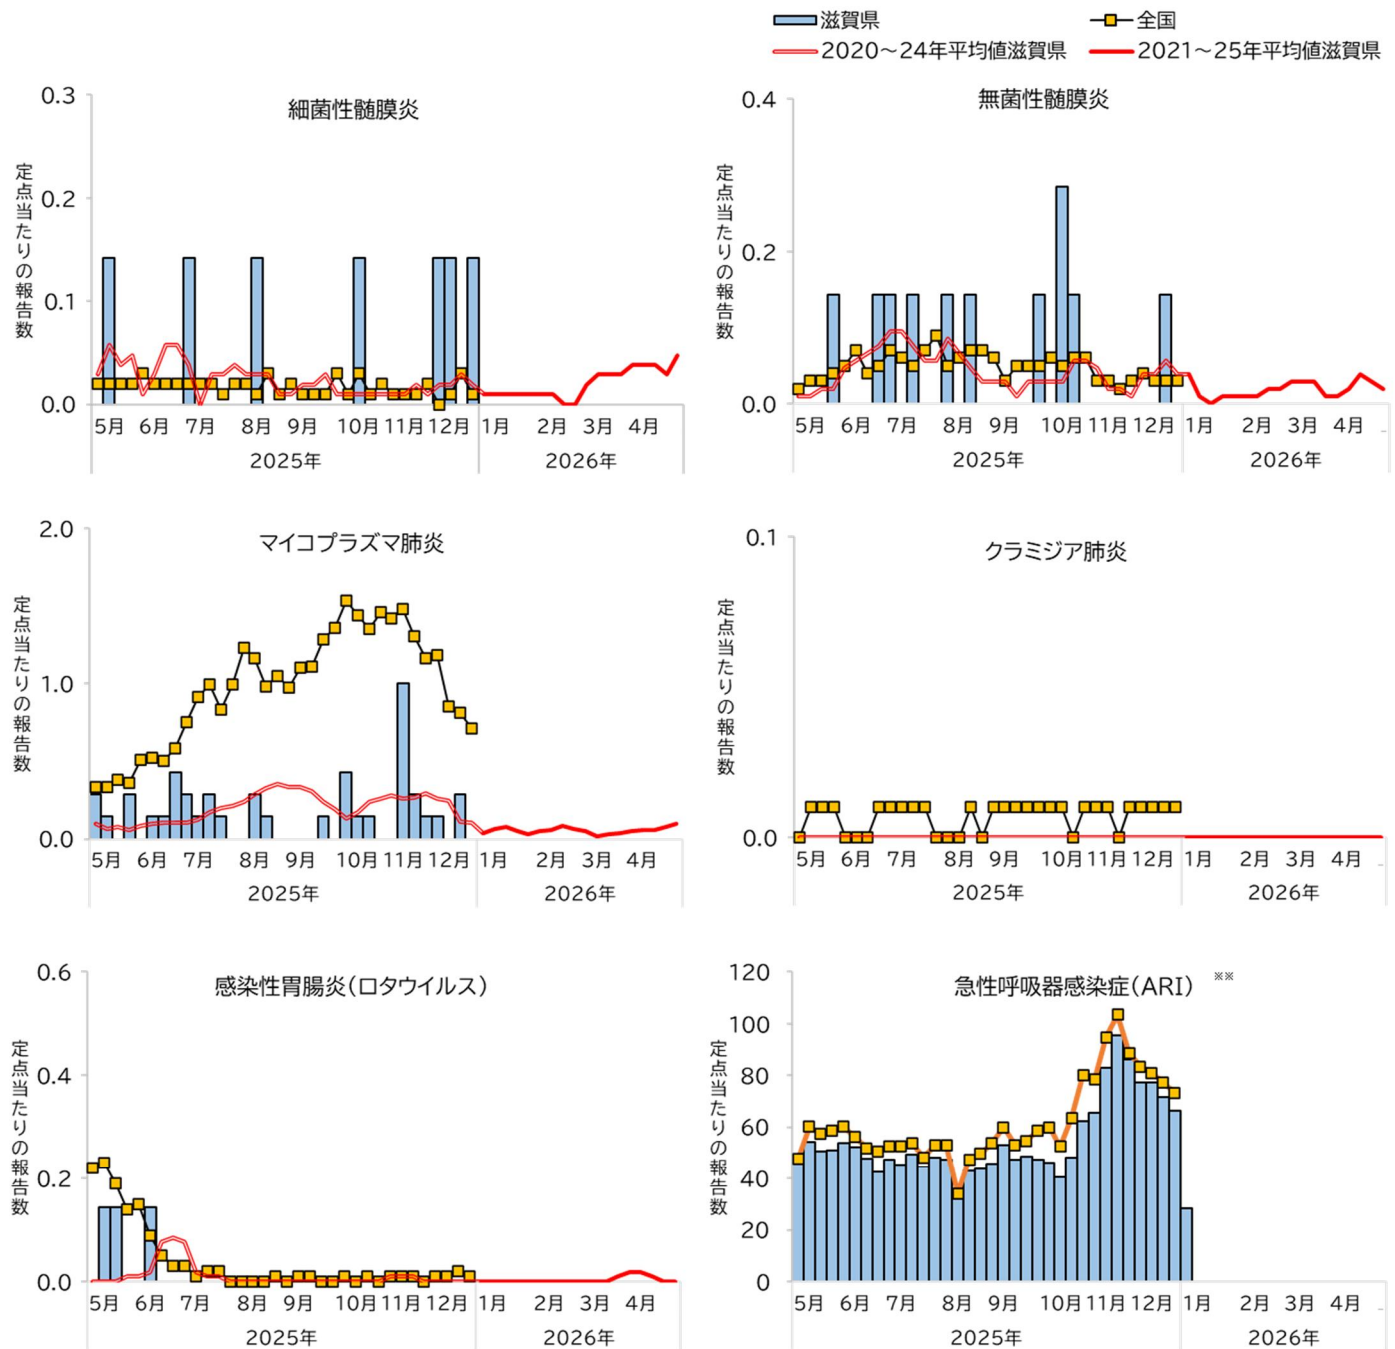 滋賀県 全国
2020～24年平均値滋賀県 2021～25年平均値滋賀県
細菌性髄膜炎
定点当たりの報告数
0.3
0.2
0.1
0.0
5月 6月 7月 8月 9月 10月 11月 12月 1月 2月 3月 4月
2025年 2026年
無菌性髄膜炎
定点当たりの報告数
0.4
0.2
0.0
5月 6月 7月 8月 9月 10月 11月 12月 1月 2月 3月 4月
2025年 2026年
マイコプラズマ肺炎
定点当たりの報告数
2.0
1.0
0.0
5月 6月 7月 8月 9月 10月 11月 12月 1月 2月 3月 4月
2025年 2026年
クラミジア肺炎
定点当たりの報告数
0.1
0.0
5月 6月 7月 8月 9月 10月 11月 12月 1月 2月 3月 4月
2025年 2026年
感染性胃腸炎（ロタウイルス）
定点当たりの報告数
0.6
0.4
0.2
0.0
5月 6月 7月 8月 9月 10月 11月 12月 1月 2月 3月 4月
2025年 2026年
急性呼吸器感染症（ARI） ※※
定点当たりの報告数
120
100
80
60
40
20
0
5月 6月 7月 8月 9月 10月 11月 12月 1月 2月 3月 4月
2025年 2026年